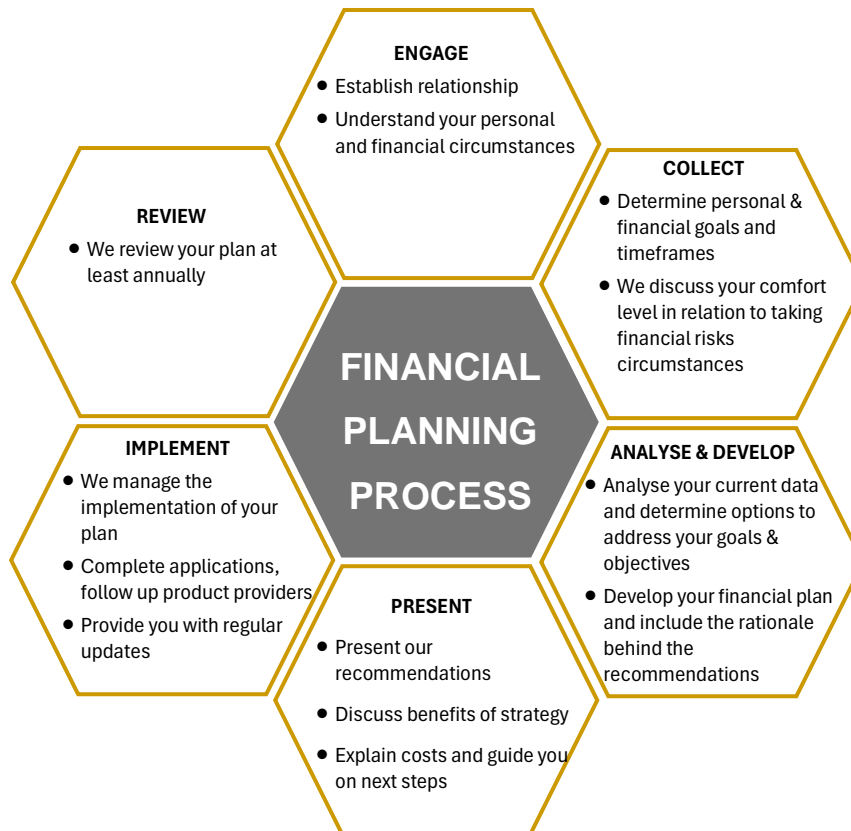 ENGAGE
● Establish relationship
● Understand your personal
and financial circumstances
COLLECT
● Determine personal &
financial goals and
timeframes
● We discuss your comfort
level in relation to taking
financial risks
circumstances
REVIEW
● We review your plan at
least annually
FINANCIAL
PLANNING
PROCESS
IMPLEMENT
● We manage the
implementation of your
plan
● Complete applications,
follow up product providers
● Provide you with regular
updates
ANALYSE & DEVELOP
● Analyse your current data
and determine options to
address your goals &
objectives
● Develop your financial plan
and include the rationale
behind the
recommendations
PRESENT
● Present our
recommendations
● Discuss benefits of strategy
● Explain costs and guide you
on next steps